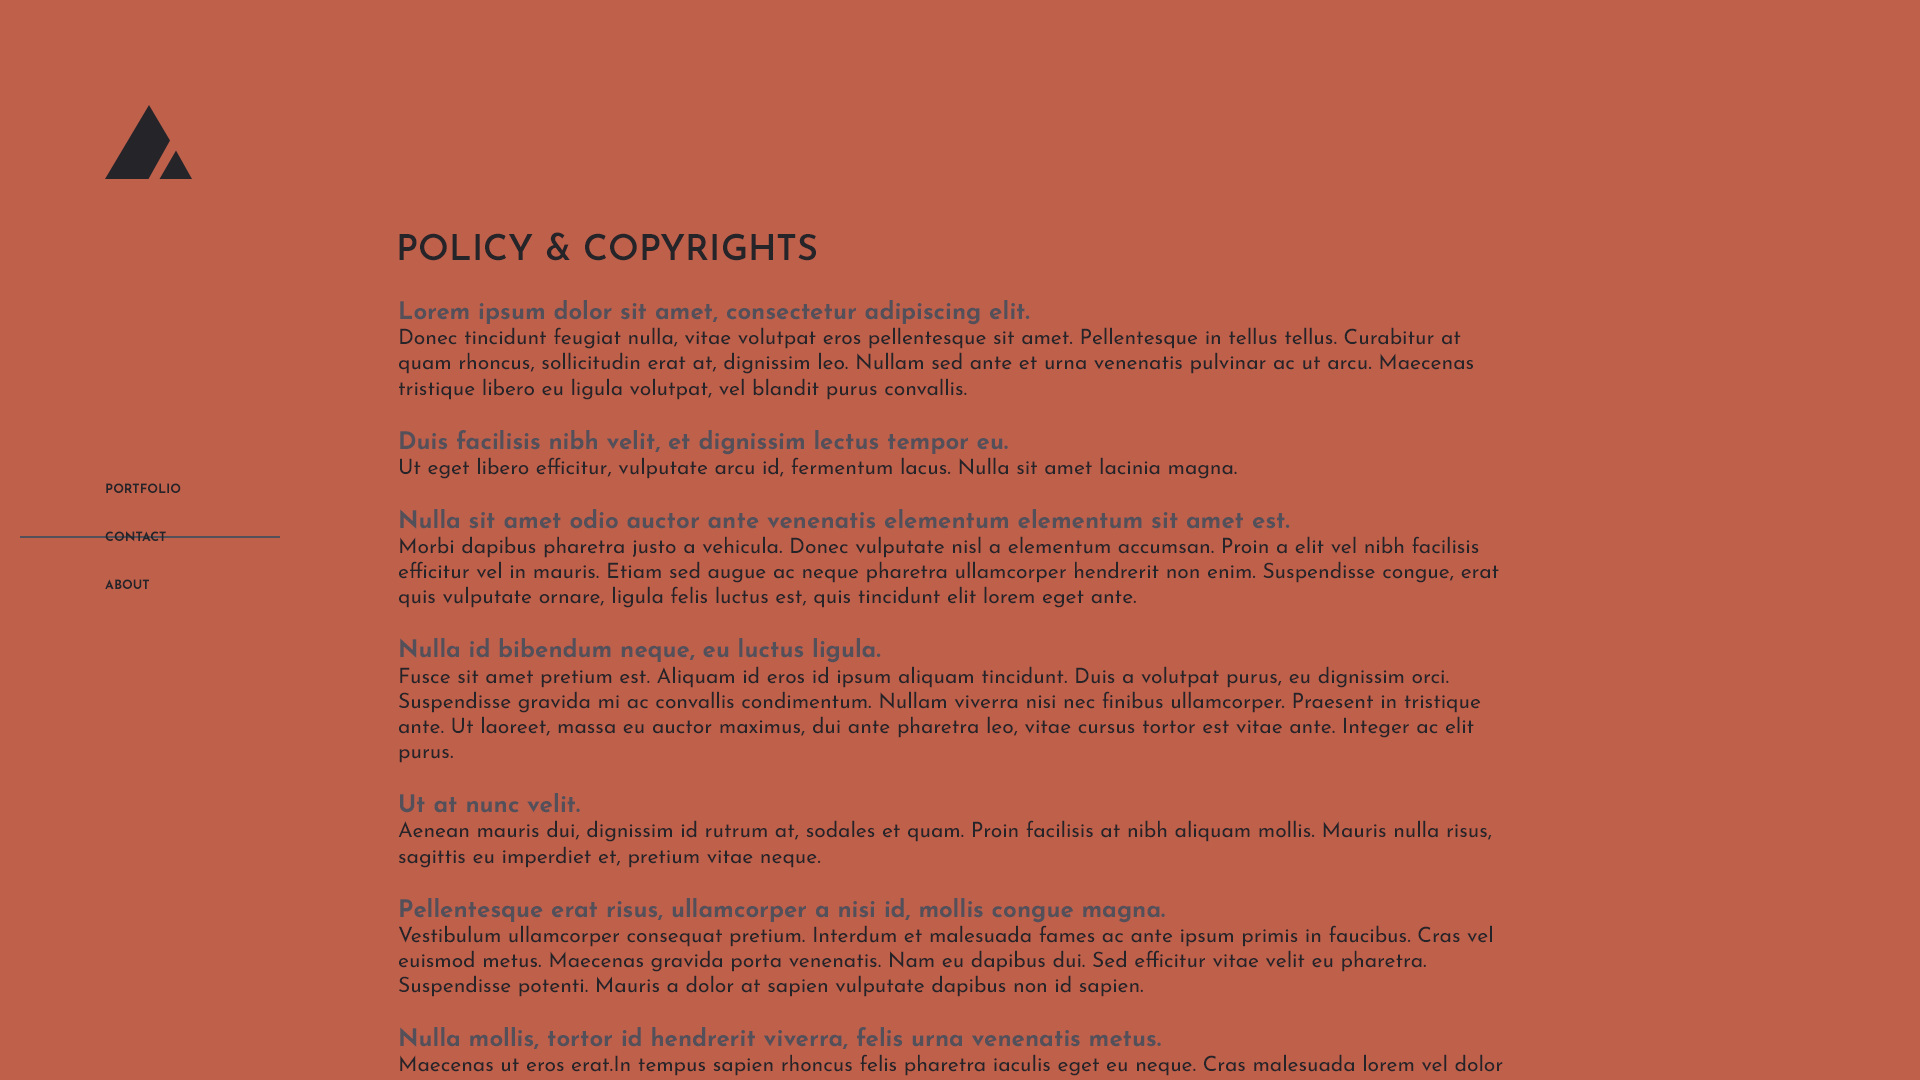 POLICY & COPYRIGHTS
Lorem ipsum dolor sit amet, consectetur adipiscing elit.
Donec tincidunt feugiat nulla, vitae volutpat eros pellentesque sit amet. Pellentesque in tellus tellus. Curabitur at
quam rhoncus, sollicitudin erat at, dignissim leo. Nullam sed ante et urna venenatis pulvinar ac ut arcu. Maecenas
tristique libero eu ligula volutpat, vel blandit purus convallis.
Duis facilisis nibh velit, et dignissim lectus tempor eu.
Ut eget libero efficitur, vulputate arcu id, fermentum lacus. Nulla sit amet lacinia magna.
PORTFOLIO
CONTACT
ABOUT
Nulla sit amet odio auctor ante venenatis elementum elementum sit amet est.
Morbi dapibus pharetra justo a vehicula. Donec vulputate nisl a elementum accumsan. Proin a elit vel nibh facilisis
efficitur vel in mauris. Etiam sed augue ac neque pharetra ullamcorper hendrerit non enim. Suspendisse congue, erat
quis vulputate ornare, ligula felis luctus est, quis tincidunt elit lorem eget ante.
Nulla id bibendum neque, eu luctus ligula.
Fusce sit amet pretium est. Aliquam id eros id ipsum aliquam tincidunt. Duis a volutpat purus, eu dignissim orci.
Suspendisse gravida mi ac convallis condimentum. Nullam viverra nisi nec finibus ullamcorper. Praesent in tristique
ante. Ut laoreet, massa eu auctor maximus, dui ante pharetra leo, vitae cursus tortor est vitae ante. Integer ac elit
purus.
Ut at nunc velit.
Aenean mauris dui, dignissim id rutrum at, sodales et quam. Proin facilisis at nibh aliquam mollis. Mauris nulla risus,
sagittis eu imperdiet et, pretium vitae neque.
Pellentesque erat risus, ullamcorper a nisi id, mollis congue magna.
Vestibulum ullamcorper consequat pretium. Interdum et malesuada fames ac ante ipsum primis in faucibus. Cras vel
euismod metus. Maecenas gravida porta venenatis. Nam eu dapibus dui. Sed efficitur vitae velit eu pharetra.
Suspendisse potenti. Mauris a dolor at sapien vulputate dapibus non id sapien.
Nulla mollis, tortor id hendrerit viverra, felis urna venenatis metus.
Maecenas ut eros erat.In tempus sapien rhoncus felis pharetra iaculis eget eu neque. Cras malesuada lorem vel dolor